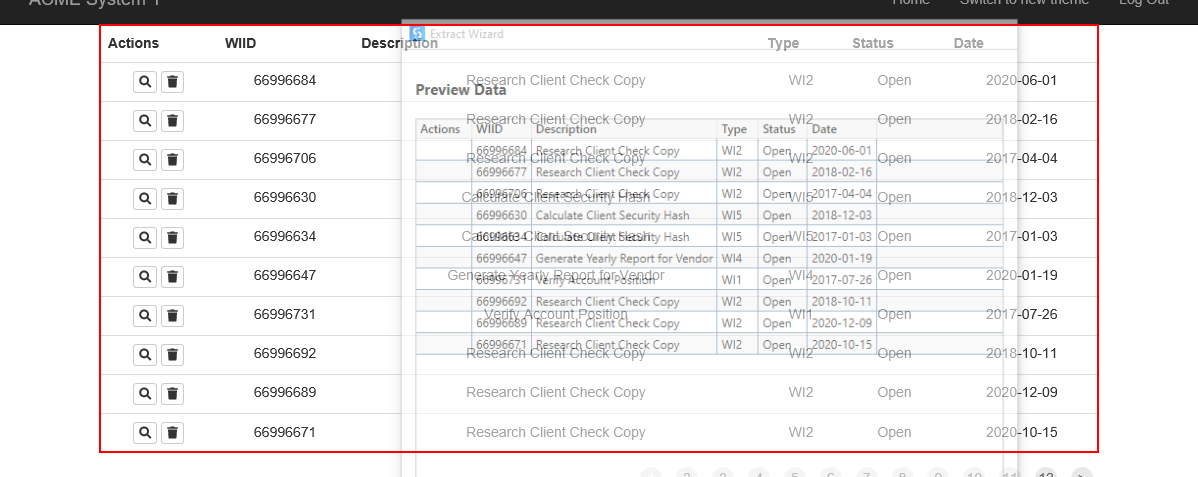 ACME System 1 Home Switch to new theme Log Out
Actions WIID Description Type Status Date
66996684 Research Client Check Copy WI2 Open 2020-06-01
66996677 Research Client Check Copy WI2 Open 2018-02-16
66996706 Research Client Check Copy WI2 Open 2017-04-04
66996630 Calculate Client Security Hash WI5 Open 2018-12-03
66996634 Calculate Client Security Hash WI5 Open 2017-01-03
66996647 Generate Yearly Report for Vendor WI4 Open 2020-01-19
66996731 Verify Account Position WI1 Open 2017-07-26
66996692 Research Client Check Copy WI2 Open 2018-10-11
66996689 Research Client Check Copy WI2 Open 2020-12-09
66996671 Research Client Check Copy WI2 Open 2020-10-15
2 3 4 5 6 7 8 9 10 11 12 >
Extract Wizard
Preview Data
Actions WIID Description Type Status Date
66996684 Research Client Check Copy WI2 Open 2020-06-01
66996677 Research Client Check Copy WI2 Open 2018-02-16
66996706 Research Client Check Copy WI2 Open 2017-04-04
66996630 Calculate Client Security Hash WI5 Open 2018-12-03
66996634 Calculate Client Security Hash WI5 Open 2017-01-03
66996647 Generate Yearly Report for Vendor WI4 Open 2020-01-19
66996731 Verify Account Position WI1 Open 2017-07-26
66996692 Research Client Check Copy WI2 Open 2018-10-11
66996689 Research Client Check Copy WI2 Open 2020-12-09
66996671 Research Client Check Copy WI2 Open 2020-10-15